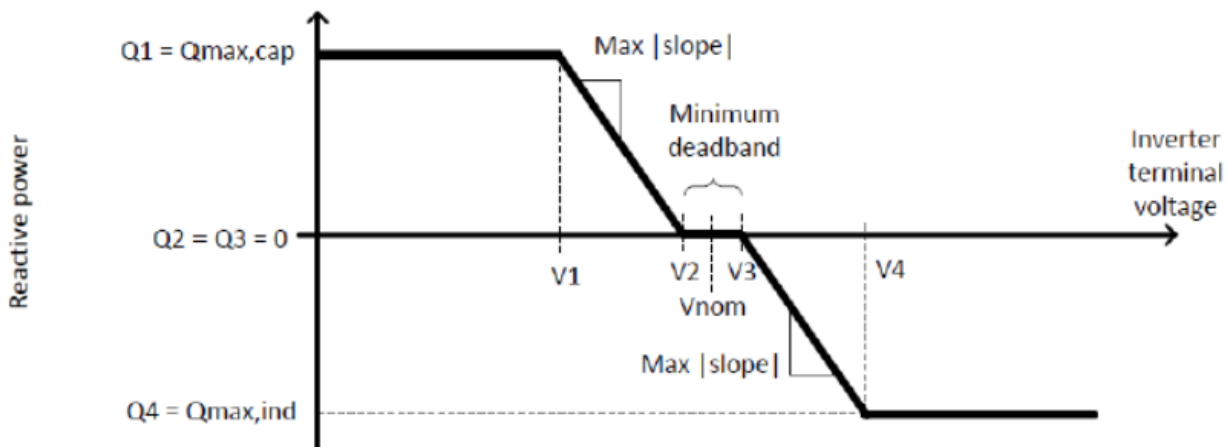 Q1 = Qmax,cap
Max |slope|
Minimum
deadband
Inverter
terminal
voltage
Reactive power
Q2 = Q3 = 0
V1
V2
V3
V4
Vnom
Max |slope|
Q4 = Qmax,ind